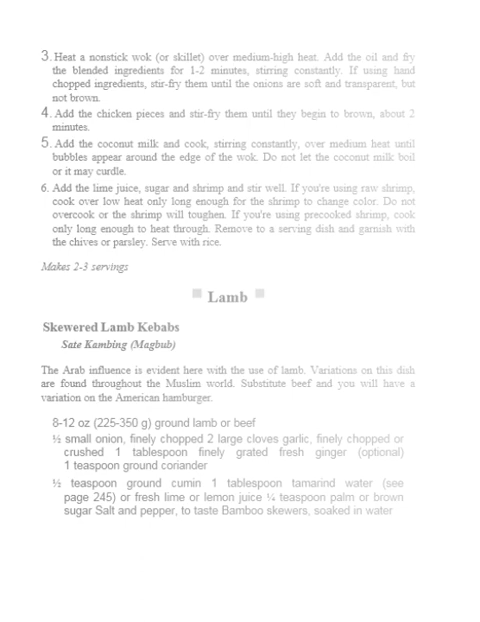 3. Heat a nonstick wok (or skillet) over medium-high heat. Add the oil and fry
the blended ingredients for 1-2 minutes, stirring constantly. If using hand
chopped ingredients, stir-fry them until the onions are soft and transparent, but
not brown.
4. Add the chicken pieces and stir-fry them until they begin to brown, about 2
minutes.
5. Add the coconut milk and cook, stirring constantly, over medium heat until
bubbles appear around the edge of the wok. Do not let the coconut milk boil
or it may curdle.
6. Add the lime juice, sugar and shrimp and stir well. If you're using raw shrimp,
cook over low heat only long enough for the shrimp to change color. Do not
overcook or the shrimp will toughen. If you're using precooked shrimp, cook
only long enough to heat through. Remove to a serving dish and garnish with
the chives or parsley. Serve with rice.
Makes 2-3 servings
Lamb
Skewered Lamb Kebabs
Sate Kambing (Magbub)
The Arab influence is evident here with the use of lamb. Variations on this dish
are found throughout the Muslim world. Substitute beef and you will have a
variation on the American hamburger.
8-12 oz (225-350 g) ground lamb or beef
½ small onion, finely chopped 2 large cloves garlic, finely chopped or
crushed 1 tablespoon finely grated fresh ginger (optional)
1 teaspoon ground coriander
½ teaspoon ground cumin 1 tablespoon tamarind water (see
page 245) or fresh lime or lemon juice ¼ teaspoon palm or brown
sugar Salt and pepper, to taste Bamboo skewers, soaked in water